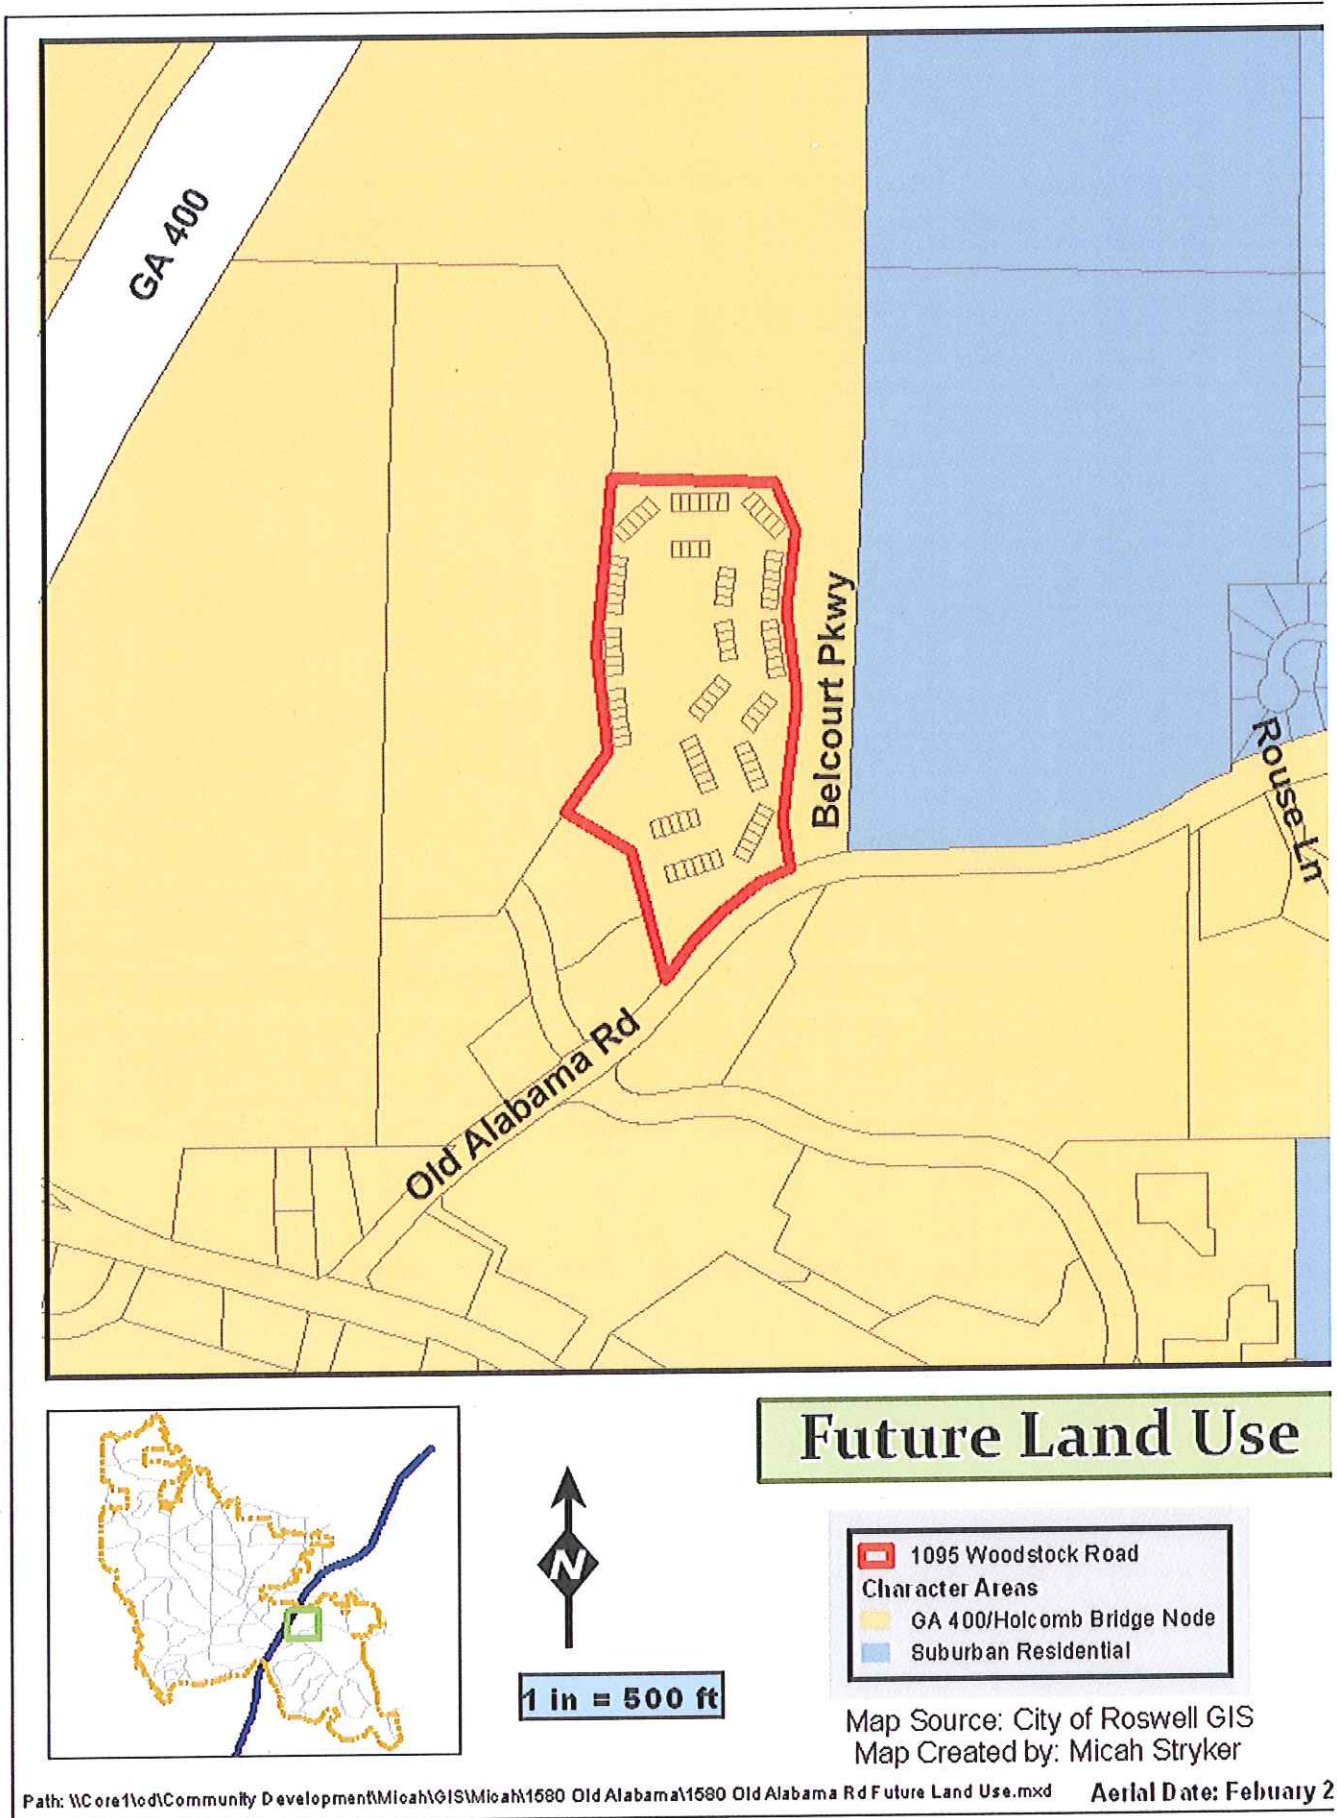 GA 400
Belcourt Pkwy
Rouse Ln
Old Alabama Rd
Future Land Use
N
1 in = 500 ft
1095 Woodstock Road
Character Areas
GA 400/Holcomb Bridge Node
Suburban Residential
Map Source: City of Roswell GIS
Map Created by: Micah Stryker
Path: \\Core1\cd\Community Development\Micah\GIS\Micah\1580 Old Alabama\1580 Old Alabama Rd Future Land Use.mxd Aerial Date: Febuary 2